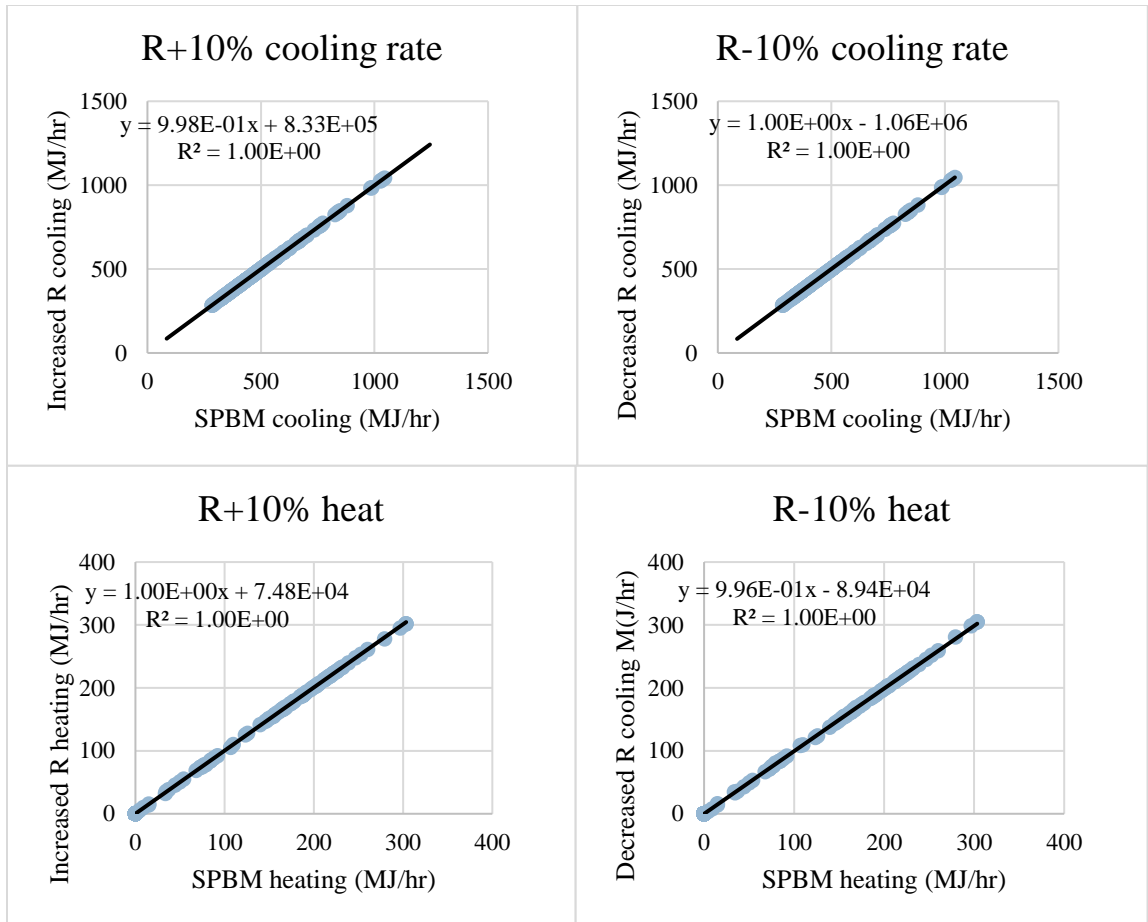 R+10% cooling rate
y = 9.98E-01x + 8.33E+05
R² = 1.00E+00
Increased R cooling (MJ/hr)
1500
1000
500
0
0 500 1000 1500
SPBM cooling (MJ/hr)
R-10% cooling rate
y = 1.00E+00x - 1.06E+06
R² = 1.00E+00
Decreased R cooling (MJ/hr)
1500
1000
500
0
0 500 1000 1500
SPBM cooling (MJ/hr)
R+10% heat
y = 1.00E+00x + 7.48E+04
R² = 1.00E+00
Increased R heating (MJ/hr)
400
300
200
100
0
0 100 200 300 400
SPBM heating (MJ/hr)
R-10% heat
y = 9.96E-01x - 8.94E+04
R² = 1.00E+00
Decreased R cooling M(J/hr)
400
300
200
100
0
0 100 200 300 400
SPBM heating (MJ/hr)